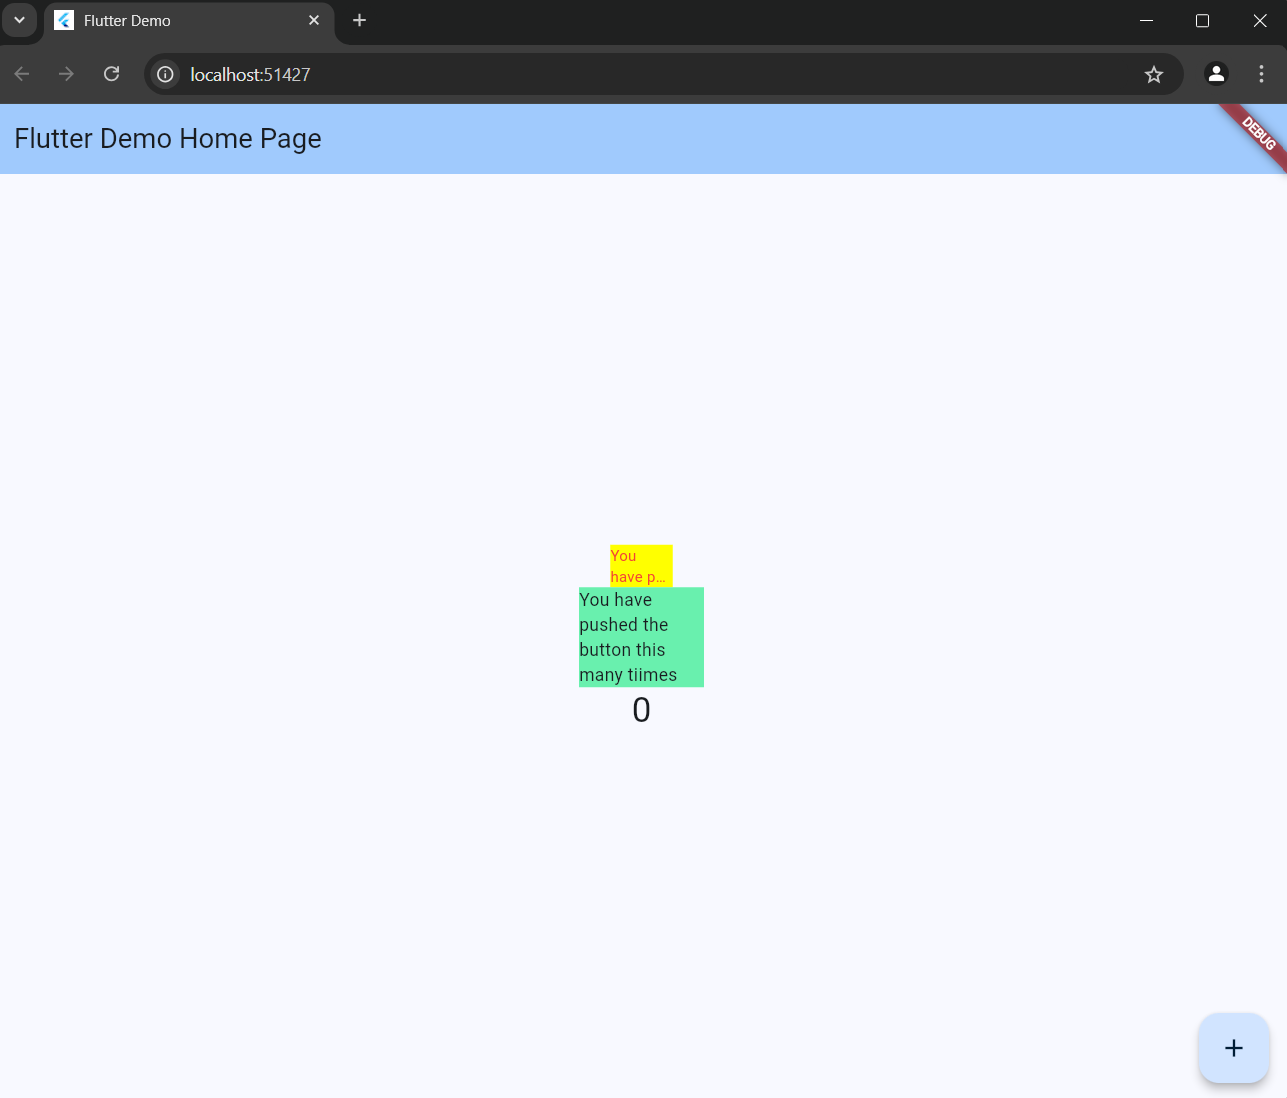 Flutter Demo
localhost:51427
Flutter Demo Home Page
DEBUG
You
have p...
You have
pushed the
button this
many tiimes
0